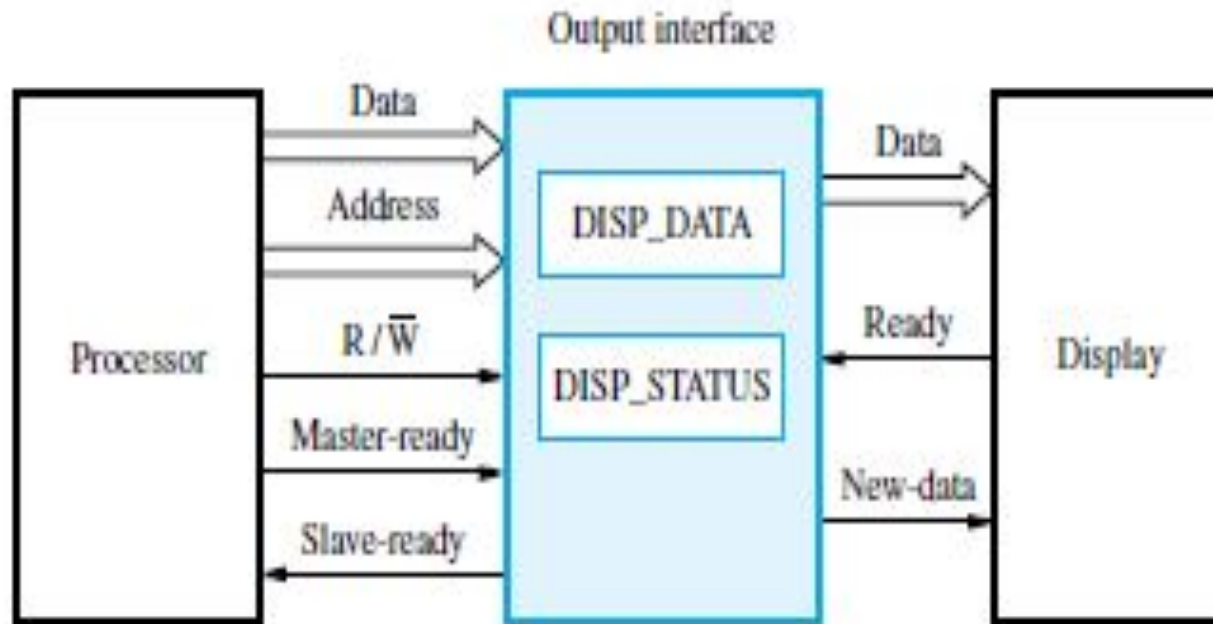 Output interface
Data
Data
Address
DISP_DATA
R / W̅
Ready
Processor
Display
DISP_STATUS
Master-ready
New-data
Slave-ready